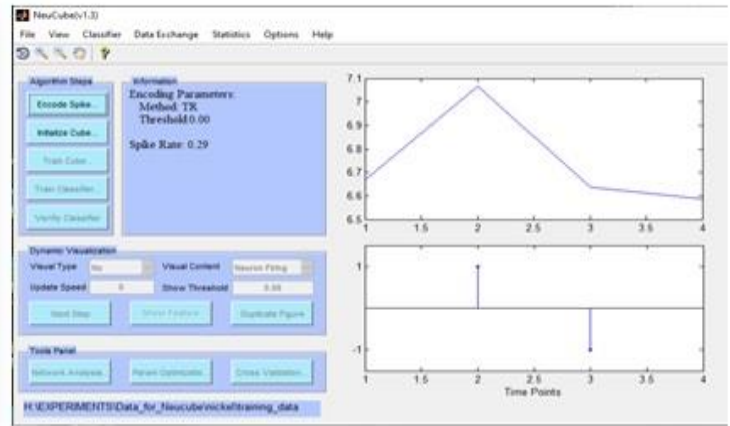 NeuCube(v1.3)
File View Classifier Data Exchange Statistics Options Help
Algorithm Steps
Encode Spike...
Initialize Cube...
Train Cube...
Train Classifier...
Verify Classifier
Information
Encoding Parameters:
Method: TR
Threshold:0.00
Spike Rate: 0.29
7.1
7
6.9
6.8
6.7
6.6
6.5
1 1.5 2 2.5 3 3.5 4
1
-1
1 1.5 2 2.5 3 3.5 4
Time Points
Dynamic Visualization
Visual Type No Visual Content Neuron Firing
Update Speed 0 Show Threshold
Next Step Show Feature Duplicate Figure
Tools Panel
Network Analysis... Param Optimizatio... Cross Validation...
H:\EXPERIMENTS\Data_for_Neucube\nickel\training_data